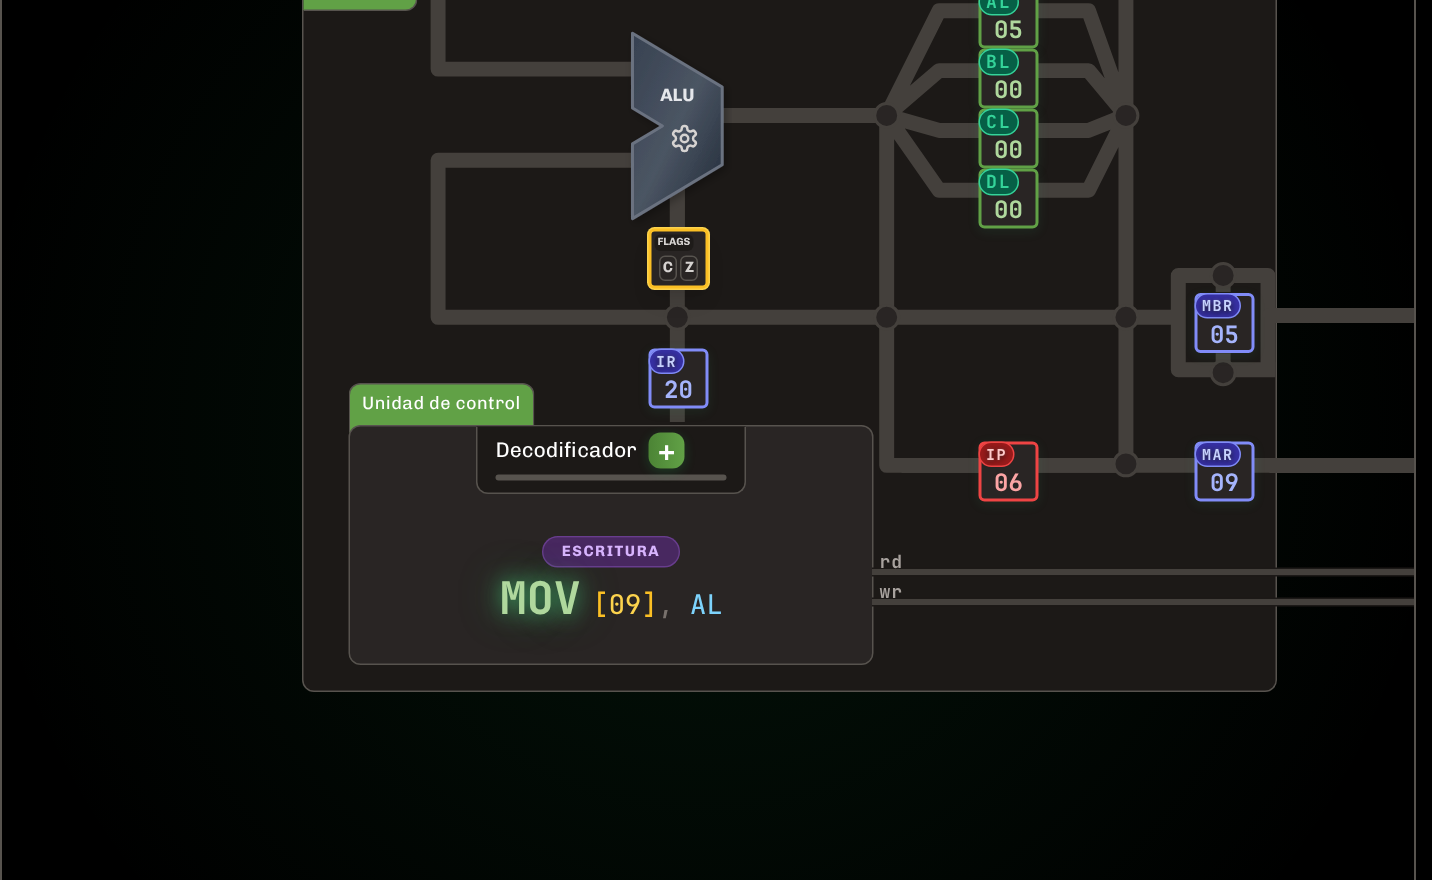 AL
05
BL
00
CL
00
DL
00
ALU
FLAGS
C Z
MBR
05
IR
20
Unidad de control
Decodificador +
IP
06
MAR
09
ESCRITURA
MOV [09], AL
rd
wr